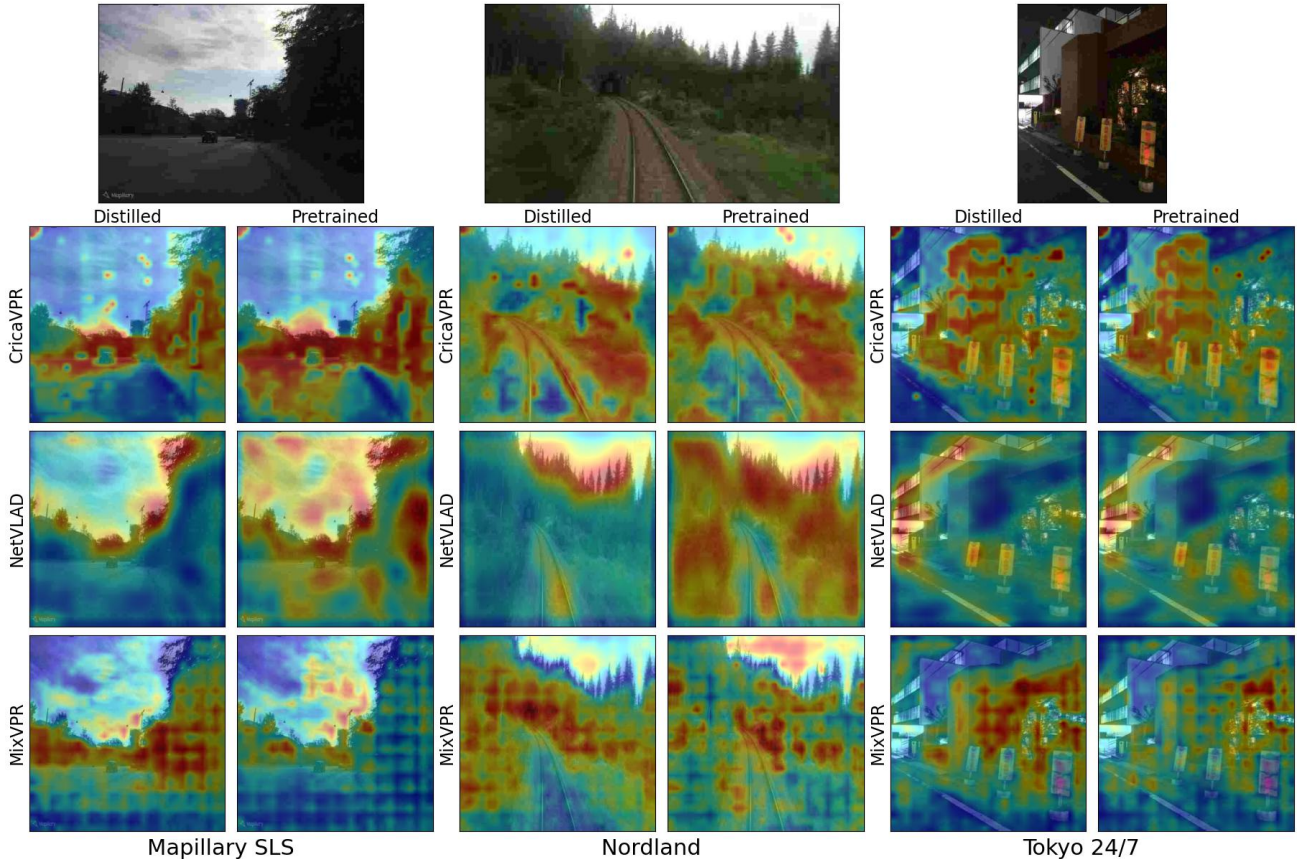 Mapillary
Distilled Pretrained Distilled Pretrained Distilled Pretrained
CricaVPR CricaVPR CricaVPR
NetVLAD NetVLAD NetVLAD
MixVPR MixVPR MixVPR
Mapillary SLS Nordland Tokyo 24/7